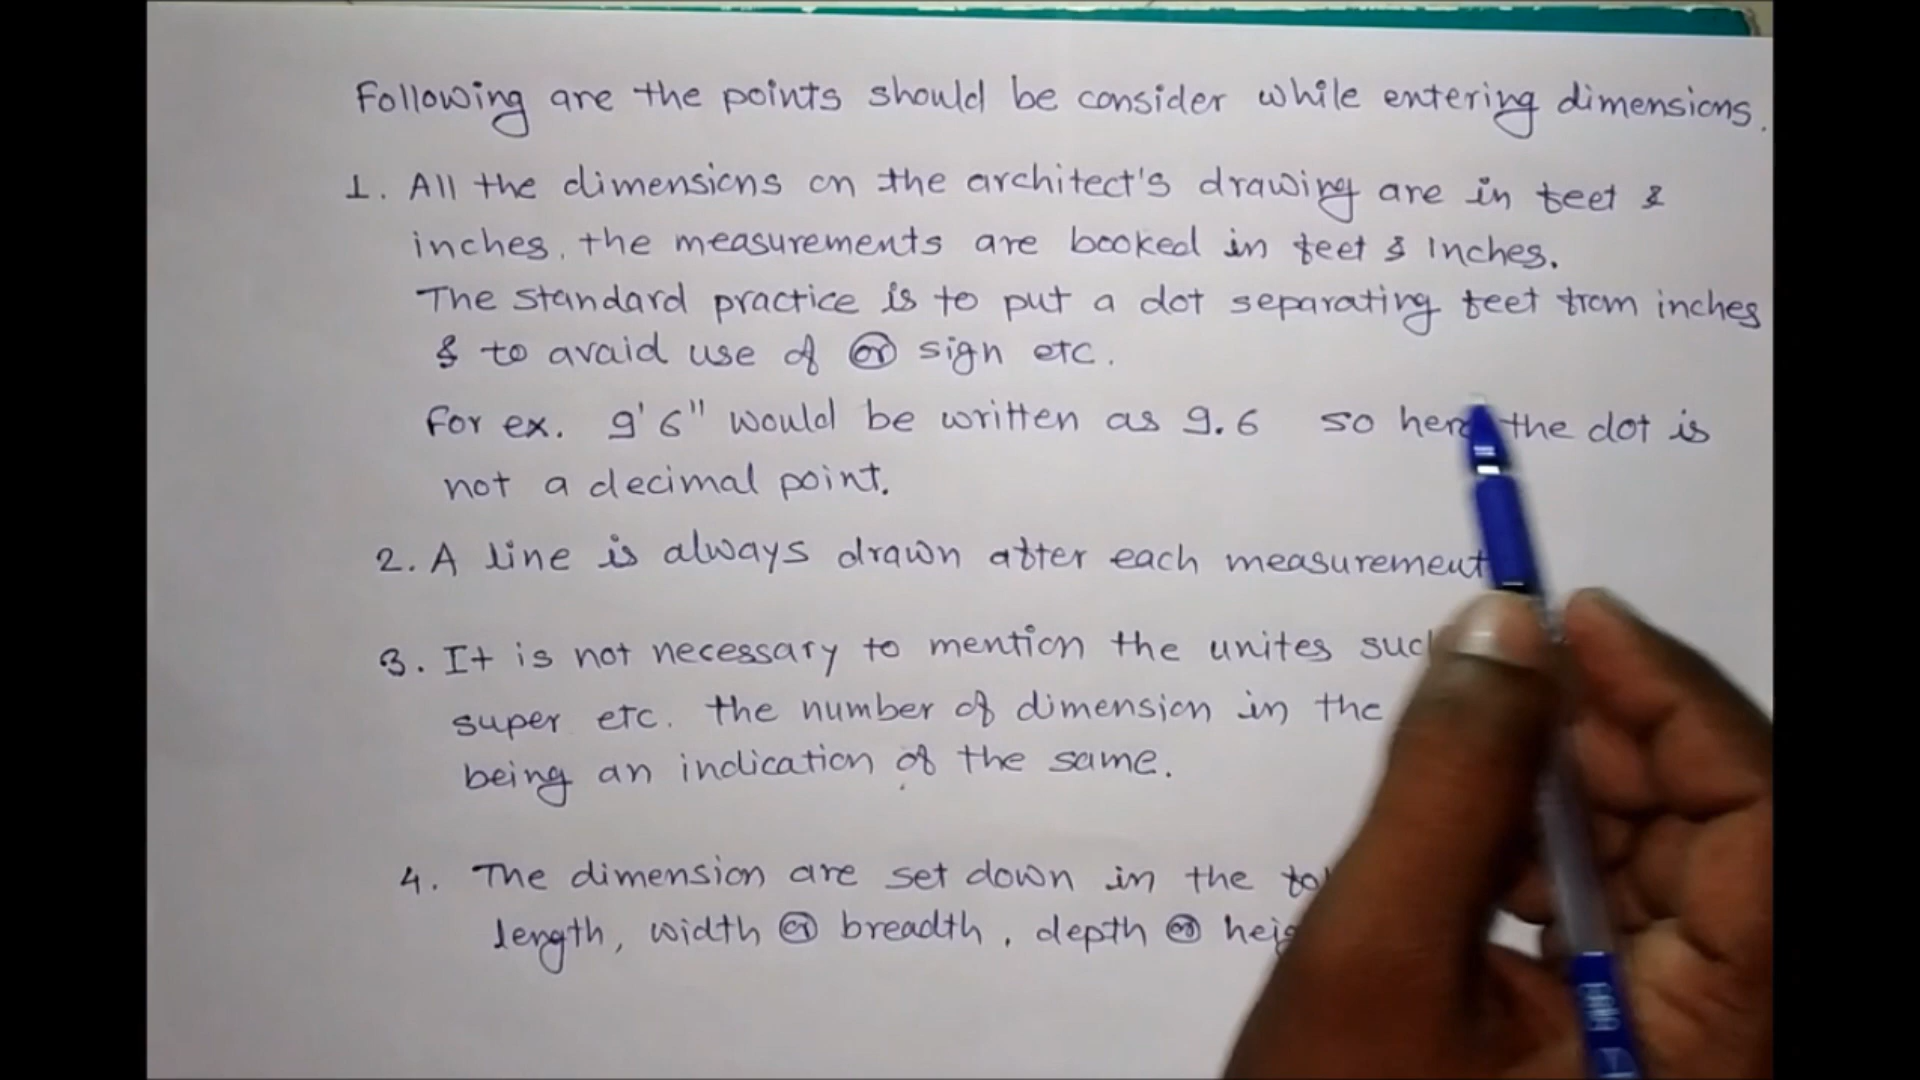 Following are the points should be consider while entering dimensions.
1. All the dimensions on the architect's drawing are in feet &
inches, the measurements are booked in feet & Inches.
The standard practice is to put a dot separating feet from inches
& to avaid use of or sign etc.
For ex. 9'6" would be written as 9.6 so here the dot is
not a decimal point.
2. A line is always drawn after each measurement
3. It is not necessary to mention the unites
super etc. the number of dimension in the
being an indication of the same.
4. The dimension are set down in the
length, width or breadth, depth or